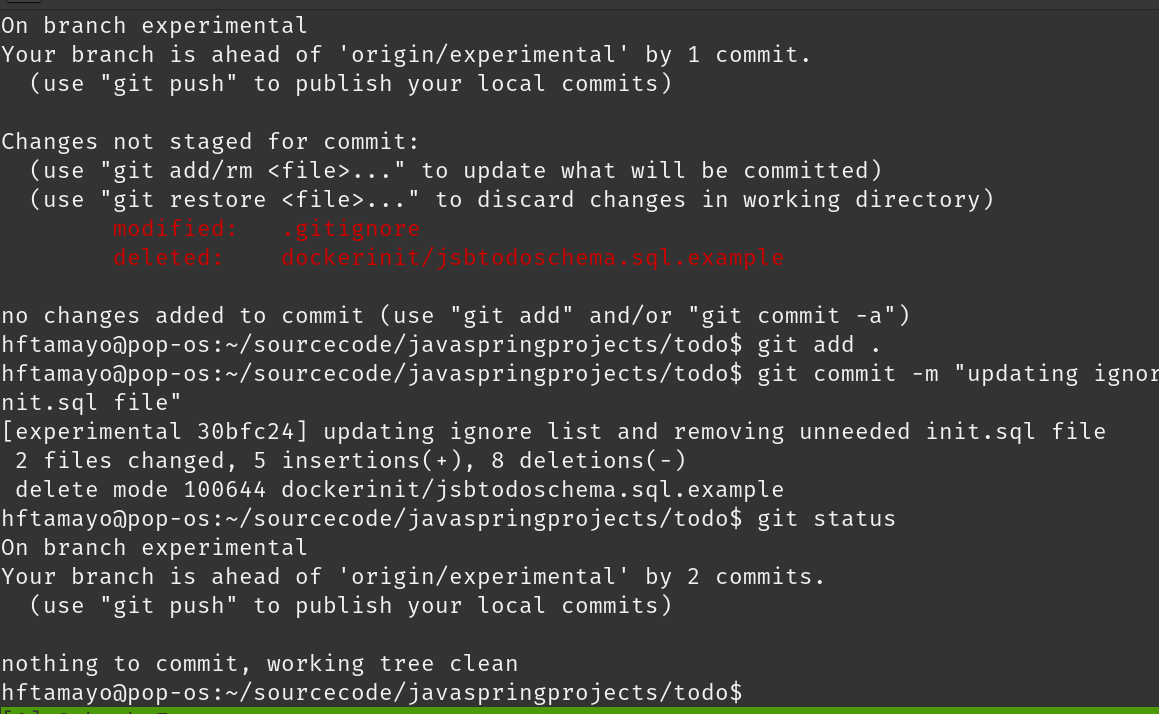 On branch experimental
Your branch is ahead of 'origin/experimental' by 1 commit.
  (use "git push" to publish your local commits)

Changes not staged for commit:
  (use "git add/rm <file>..." to update what will be committed)
  (use "git restore <file>..." to discard changes in working directory)
        modified:   .gitignore
        deleted:    dockerinit/jsbtodoschema.sql.example

no changes added to commit (use "git add" and/or "git commit -a")
hftamayo@pop-os:~/sourcecode/javaspringprojects/todo$ git add .
hftamayo@pop-os:~/sourcecode/javaspringprojects/todo$ git commit -m "updating ignor
nit.sql file"
[experimental 30bfc24] updating ignore list and removing unneeded init.sql file
 2 files changed, 5 insertions(+), 8 deletions(-)
 delete mode 100644 dockerinit/jsbtodoschema.sql.example
hftamayo@pop-os:~/sourcecode/javaspringprojects/todo$ git status
On branch experimental
Your branch is ahead of 'origin/experimental' by 2 commits.
  (use "git push" to publish your local commits)

nothing to commit, working tree clean
hftamayo@pop-os:~/sourcecode/javaspringprojects/todo$